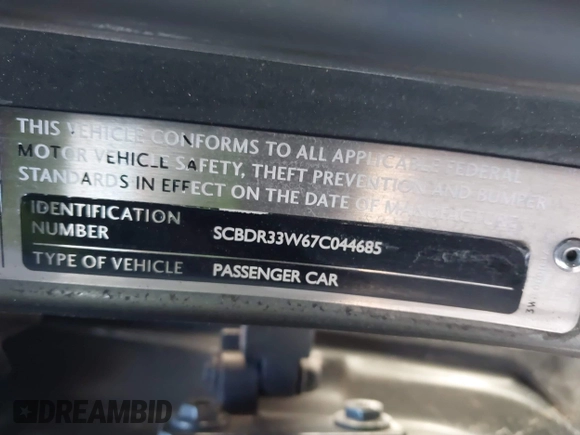 THIS VEHICLE CONFORMS TO ALL APPLICABLE FEDERAL
MOTOR VEHICLE SAFETY, THEFT PREVENTION AND BUMPER
STANDARDS IN EFFECT ON THE DATE OF
IDENTIFICATION
NUMBER
SCBDR33W67C044685
TYPE OF VEHICLE
PASSENGER CAR
DREAMBID